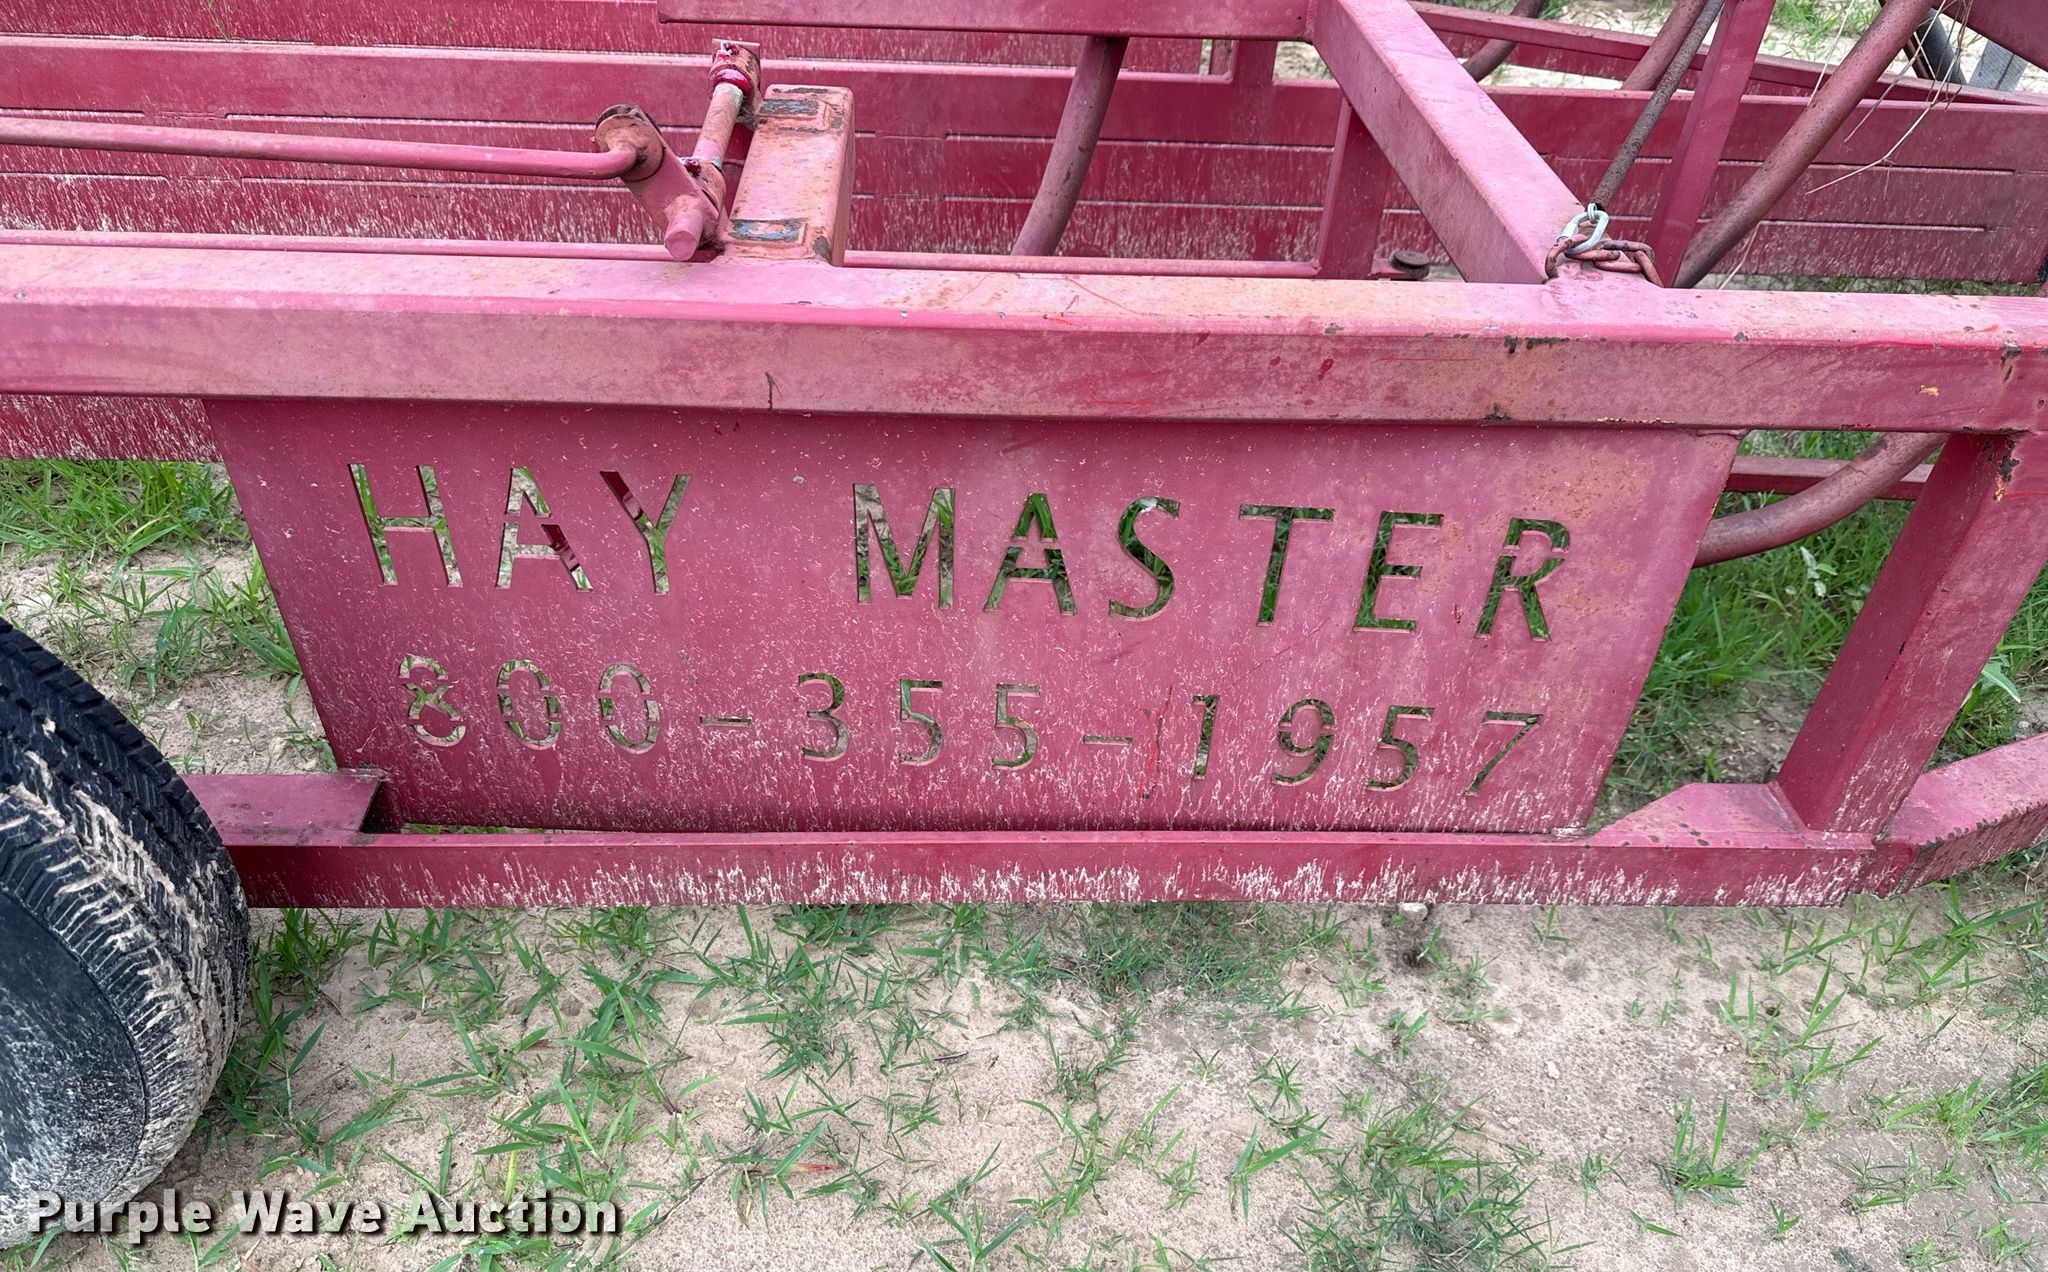 HAY MASTER
800-355-1957
Purple Wave Auction